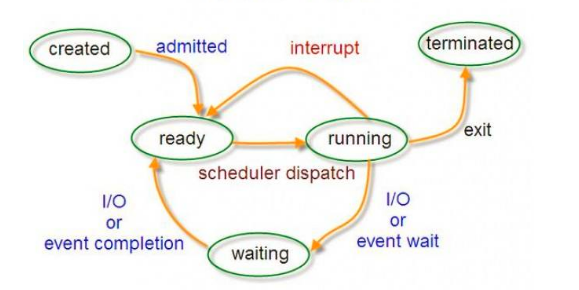 created
admitted
interrupt
terminated
ready
running
exit
scheduler dispatch
I/O
or
event completion
I/O
or
event wait
waiting